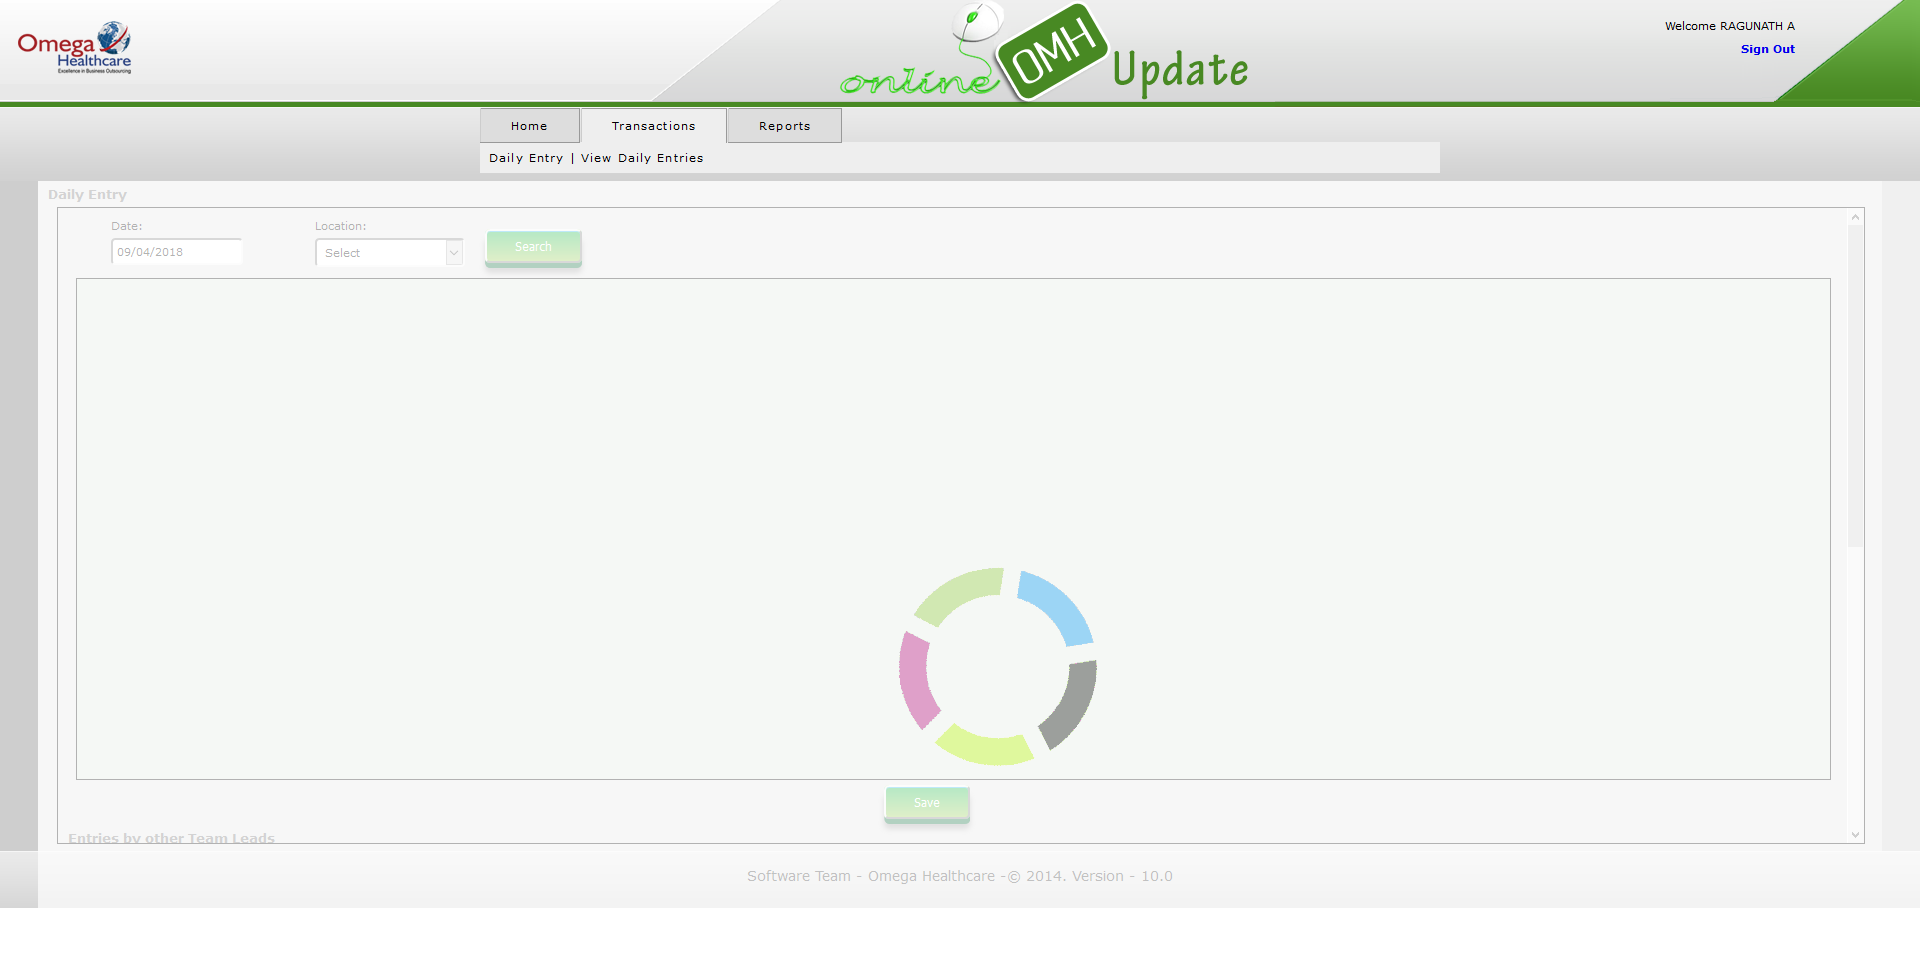 Omega
Healthcare
Excellence in Business Outsourcing
online OMH Update
Welcome RAGUNATH A
Sign Out
Home Transactions Reports
Daily Entry | View Daily Entries
Daily Entry
Date: Location:
09/04/2018 Select Search
Save
Entries by other Team Leads
Software Team - Omega Healthcare -© 2014. Version - 10.0